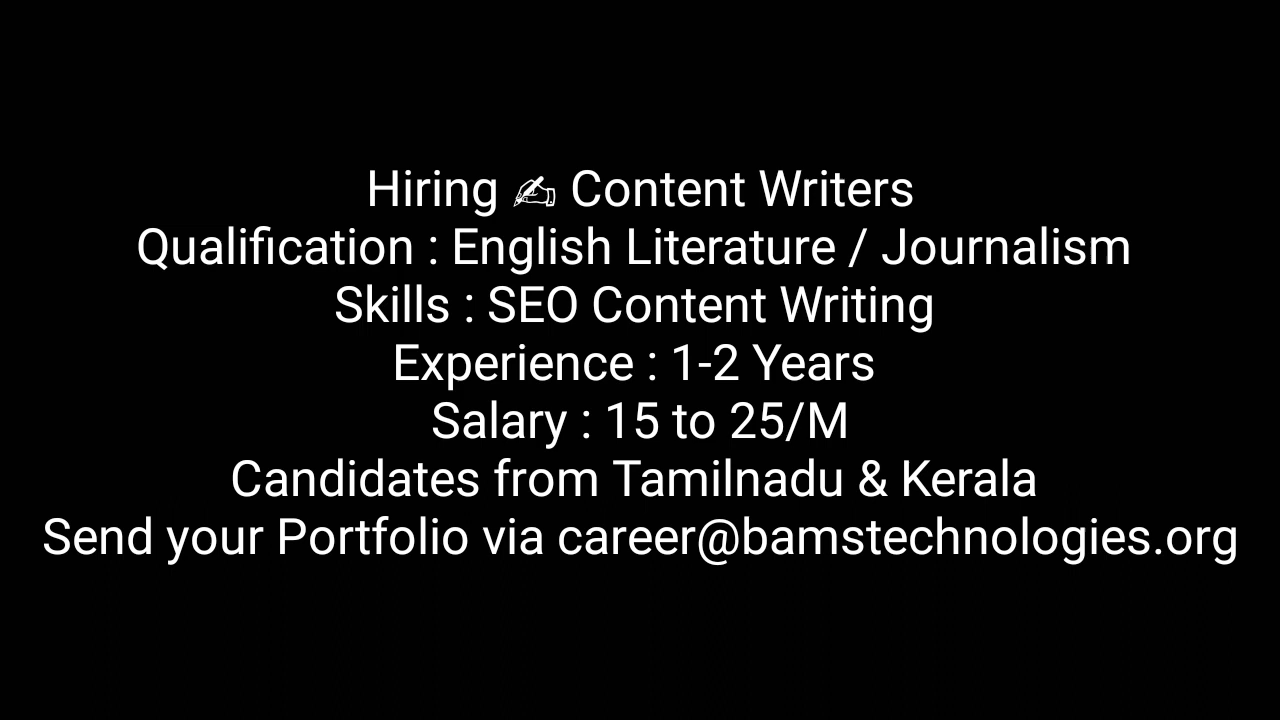 Hiring ✍ Content Writers
Qualification : English Literature / Journalism
Skills : SEO Content Writing
Experience : 1-2 Years
Salary : 15 to 25/M
Candidates from Tamilnadu & Kerala
Send your Portfolio via career@bamstechnologies.org